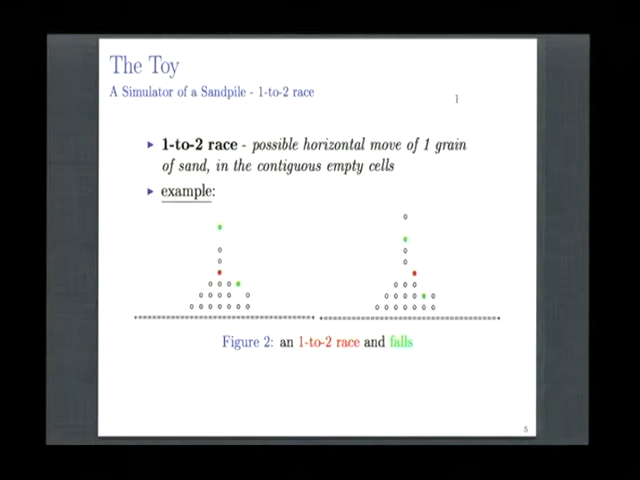 The Toy
A Simulator of a Sandpile - 1-to-2 race
1-to-2 race - possible horizontal move of 1 grain
of sand, in the contiguous empty cells
example:
Figure 2: an 1-to-2 race and falls
5